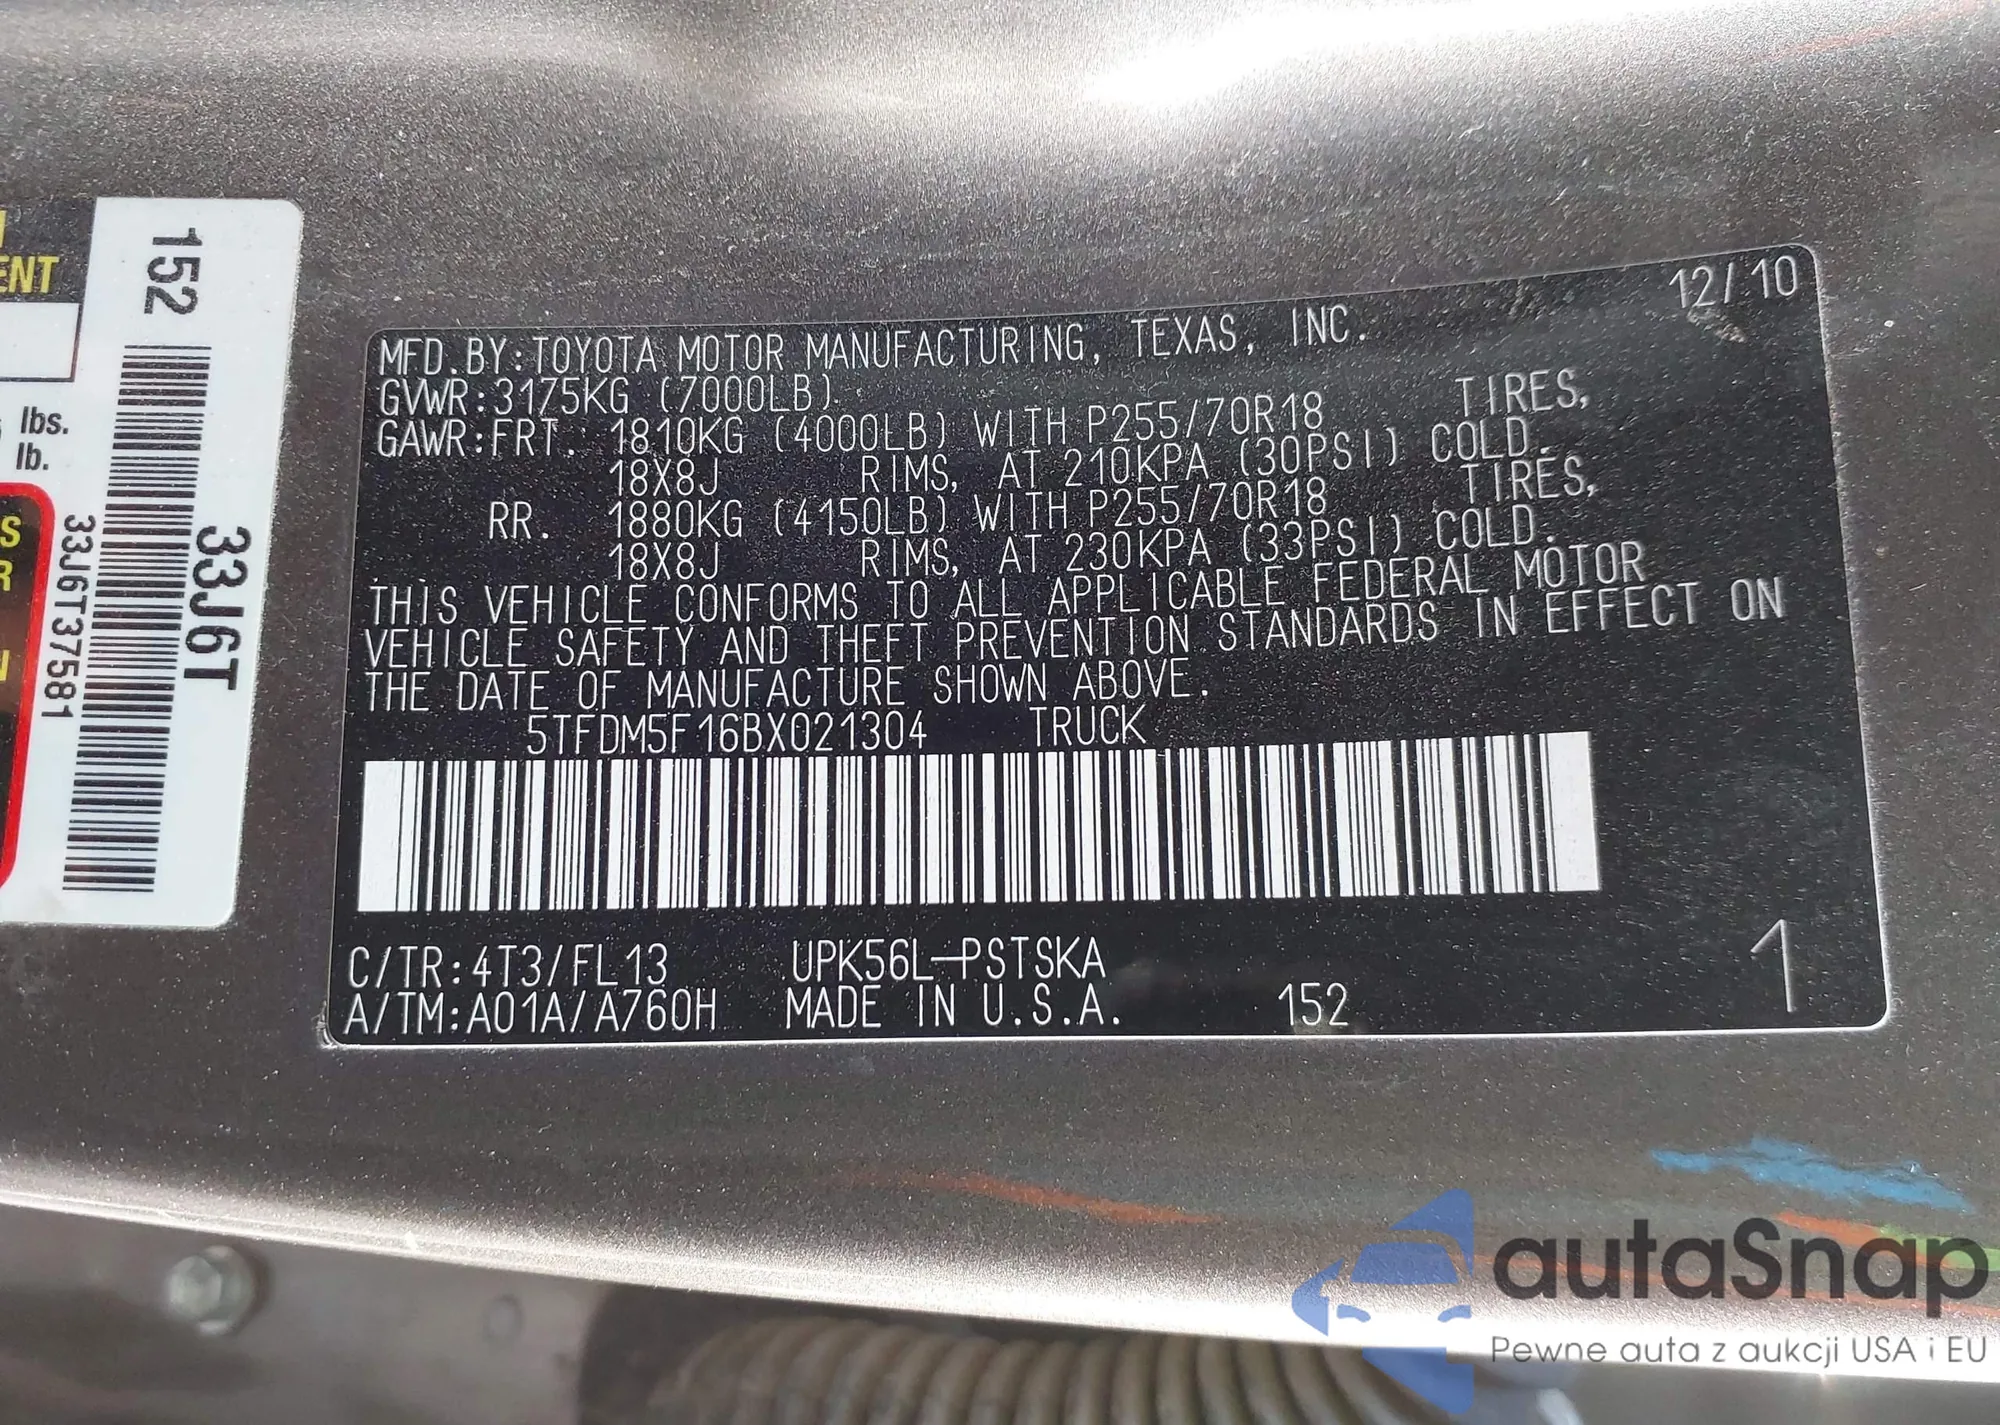 ENT
lbs.
lb.
S
R
N
152
33J6T37581
33J6T
12/10
MFD.BY:TOYOTA MOTOR MANUFACTURING, TEXAS, INC.
GVWR:3175KG (7000LB)
GAWR:FRT. 1810KG (4000LB) WITH P255/70R18 TIRES,
18X8J RIMS, AT 210KPA (30PSI) COLD.
RR. 1880KG (4150LB) WITH P255/70R18 TIRES,
18X8J RIMS, AT 230KPA (33PSI) COLD.
THIS VEHICLE CONFORMS TO ALL APPLICABLE FEDERAL MOTOR
VEHICLE SAFETY AND THEFT PREVENTION STANDARDS IN EFFECT ON
THE DATE OF MANUFACTURE SHOWN ABOVE.
5TFDM5F16BX021304 TRUCK
C/TR:4T3/FL13 UPK56L-PSTSKA
A/TM:A01A/A760H MADE IN U.S.A. 152
1
autaSnap
Pewne auta z aukcji USA i EU